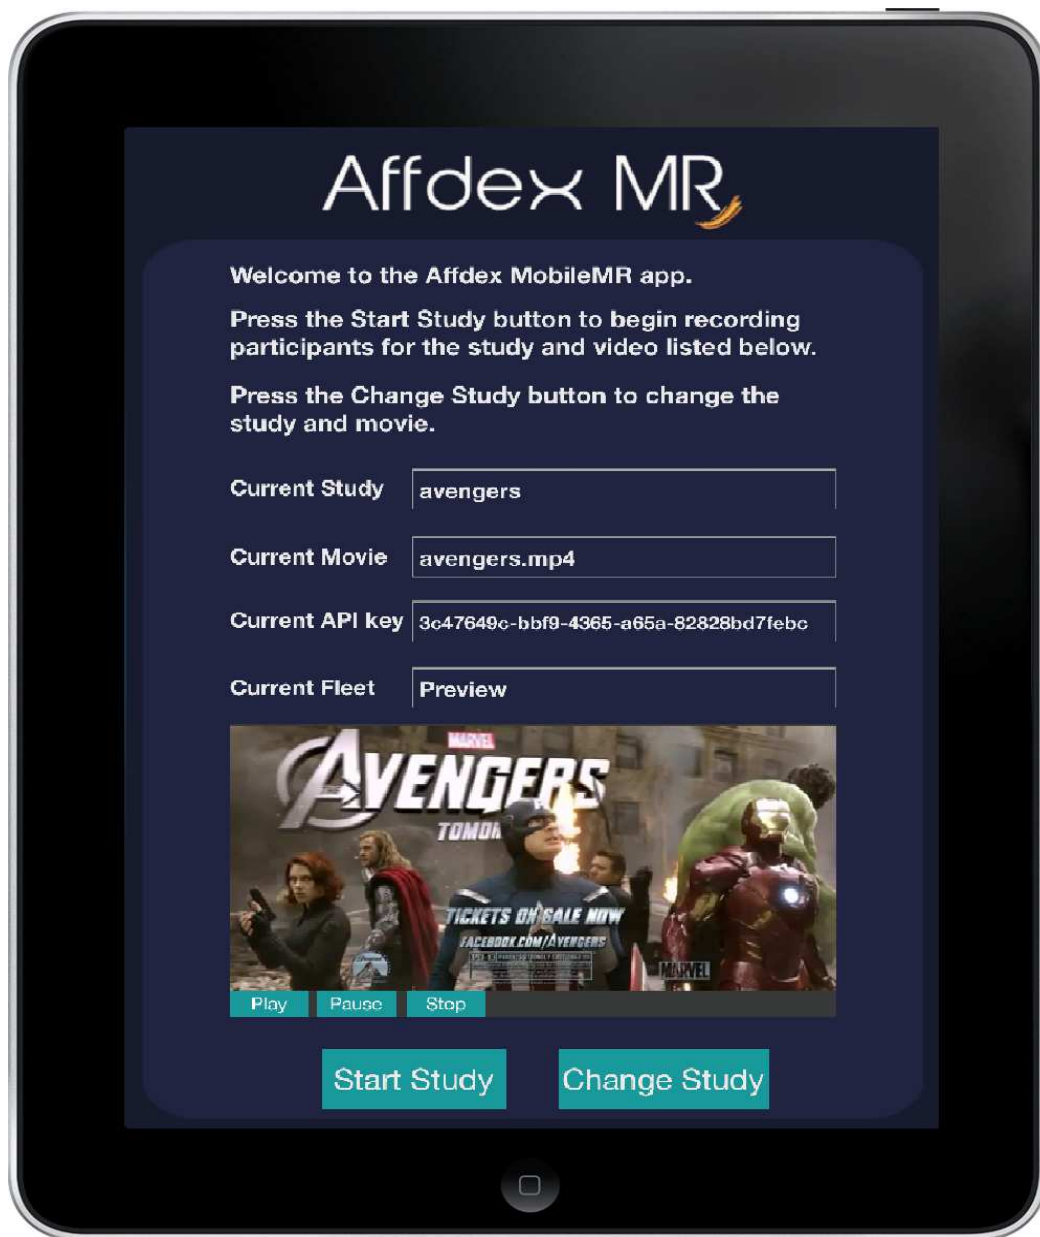 Affdex MR
Welcome to the Affdex MobileMR app.
Press the Start Study button to begin recording
participants for the study and video listed below.
Press the Change Study button to change the
study and movie.
Current Study avengers
Current Movie avengers.mp4
Current API key 3c47649c-bbf9-4365-a65a-82828bd7febc
Current Fleet Preview
MARVEL
AVENGERS
TICKETS ON SALE NOW
FACEBOOK.COM/AVENGERS
MARVEL
Play Pause Stop
Start Study Change Study